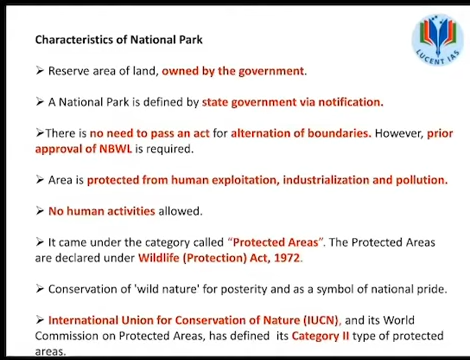 Characteristics of National Park
LUCENT IAS
➢ Reserve area of land, owned by the government.
➢ A National Park is defined by state government via notification.
➢There is no need to pass an act for alternation of boundaries. However, prior
approval of NBWL is required.
➢ Area is protected from human exploitation, industrialization and pollution.
➢ No human activities allowed.
➢ It came under the category called “Protected Areas”. The Protected Areas
are declared under Wildlife (Protection) Act, 1972.
➢ Conservation of 'wild nature' for posterity and as a symbol of national pride.
➢ International Union for Conservation of Nature (IUCN), and its World
Commission on Protected Areas, has defined its Category II type of protected
areas.